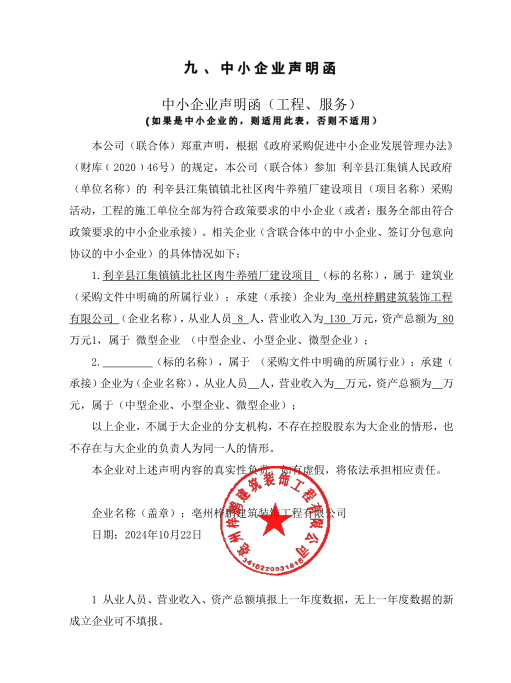 九、中小企业声明函
中小企业声明函（工程、服务）
(如果是中小企业的，则适用此表，否则不适用）
本公司（联合体）郑重声明，根据《政府采购促进中小企业发展管理办法》
（财库﹝2020﹞46号）的规定，本公司（联合体）参加 利辛县江集镇人民政府
（单位名称）的 利辛县江集镇镇北社区肉牛养殖厂建设项目（项目名称）采购
活动，工程的施工单位全部为符合政策要求的中小企业（或者：服务全部由符合
政策要求的中小企业承接）。相关企业（含联合体中的中小企业、签订分包意向
协议的中小企业）的具体情况如下：
1.利辛县江集镇镇北社区肉牛养殖厂建设项目 （标的名称），属于 建筑业
（采购文件中明确的所属行业）；承建（承接）企业为 亳州梓鹏建筑装饰工程
有限公司 （企业名称），从业人员 8 人，营业收入为 130 万元，资产总额为 80
万元1，属于 微型企业 （中型企业、小型企业、微型企业）；
2.________ （标的名称），属于 （采购文件中明确的所属行业）；承建（
承接）企业为（企业名称），从业人员__人，营业收入为__万元，资产总额为__万
元，属于（中型企业、小型企业、微型企业）；
以上企业，不属于大企业的分支机构，不存在控股股东为大企业的情形，也
不存在与大企业的负责人为同一人的情形。
本企业对上述声明内容的真实性负责。如有虚假，将依法承担相应责任。
企业名称（盖章）：亳州梓鹏建筑装饰工程有限公司
日期：2024年10月22日
亳州梓鹏建筑装饰工程有限公司
3416220031616
1 从业人员、营业收入、资产总额填报上一年度数据，无上一年度数据的新
成立企业可不填报。